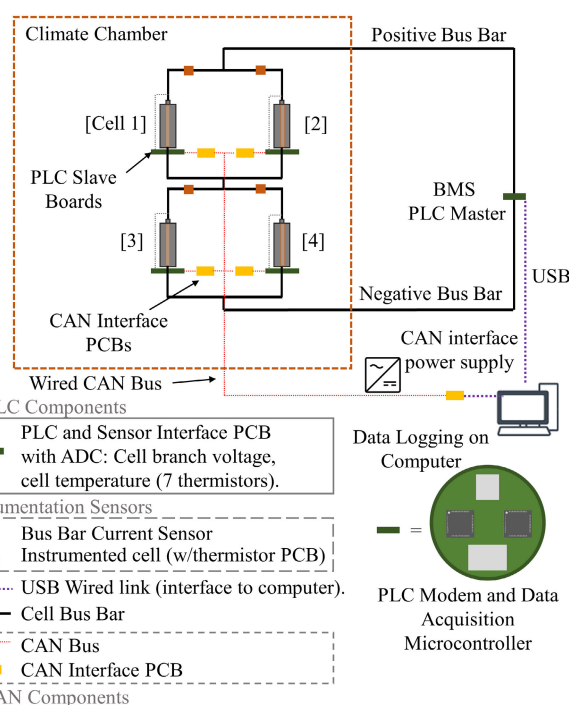 Climate Chamber
Positive Bus Bar
[Cell 1]
[2]
PLC Slave
Boards
BMS
PLC Master
[3]
[4]
USB
Negative Bus Bar
CAN Interface
PCBs
CAN interface
power supply
Wired CAN Bus
Components
PLC and Sensor Interface PCB
with ADC: Cell branch voltage,
cell temperature (7 thermistors).
Data Logging on
Computer
Sensors
Bus Bar Current Sensor
Instrumented cell (w/thermistor PCB)
=
USB Wired link (interface to computer).
Cell Bus Bar
PLC Modem and Data
Acquisition
Microcontroller
CAN Bus
CAN Interface PCB
Components